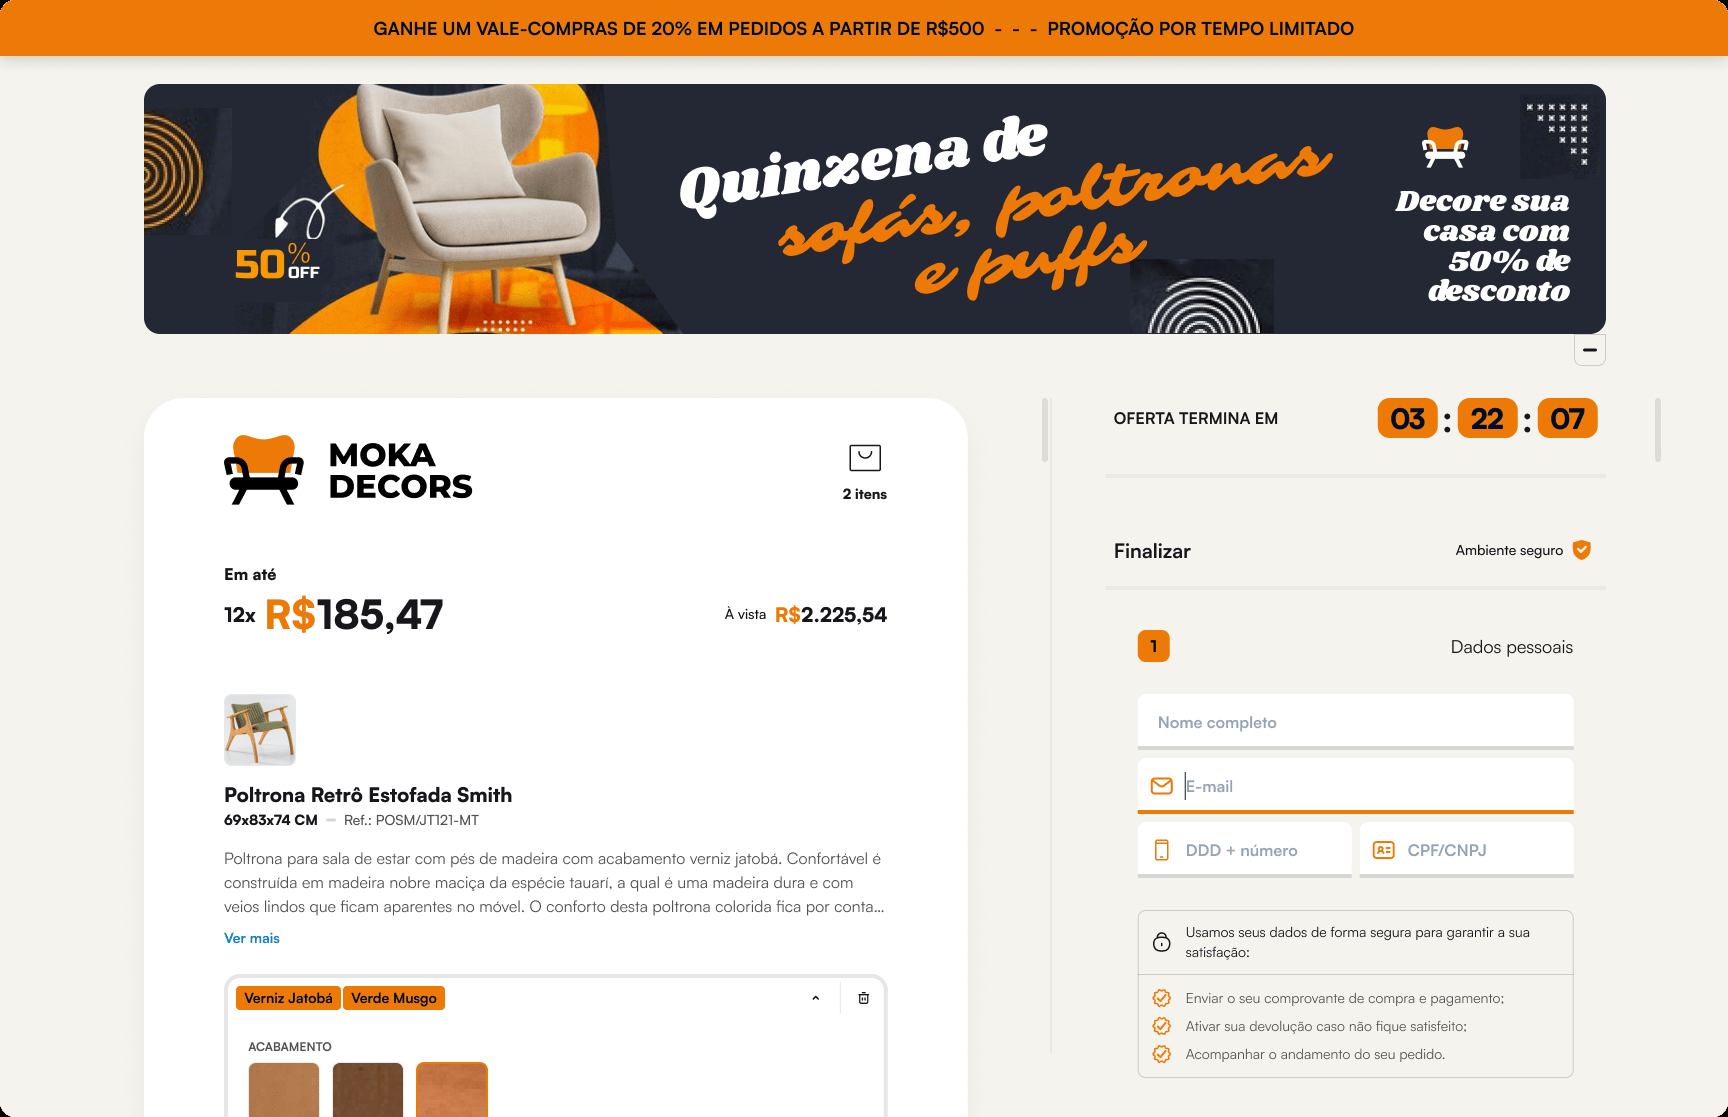 GANHE UM VALE-COMPRAS DE 20% EM PEDIDOS A PARTIR DE R$500 - - - PROMOÇÃO POR TEMPO LIMITADO
50% OFF
Quinzena de
sofás, poltronas
e puffs
Decore sua
casa com
50% de
desconto
MOKA
DECORS
2 itens
Em até
12x R$185,47
À vista R$2.225,54
Poltrona Retrô Estofada Smith
69x83x74 CM — Ref.: POSM/JT121-MT
Poltrona para sala de estar com pés de madeira com acabamento verniz jatobá. Confortável é
construída em madeira nobre maciça da espécie tauarí, a qual é uma madeira dura e com
veios lindos que ficam aparentes no móvel. O conforto desta poltrona colorida fica por conta...
Ver mais
Verniz Jatobá Verde Musgo
ACABAMENTO
OFERTA TERMINA EM 03 : 22 : 07
Finalizar
Ambiente seguro
1
Dados pessoais
Nome completo
E-mail
DDD + número
CPF/CNPJ
Usamos seus dados de forma segura para garantir a sua
satisfação:
Enviar o seu comprovante de compra e pagamento;
Ativar sua devolução caso não fique satisfeito;
Acompanhar o andamento do seu pedido.